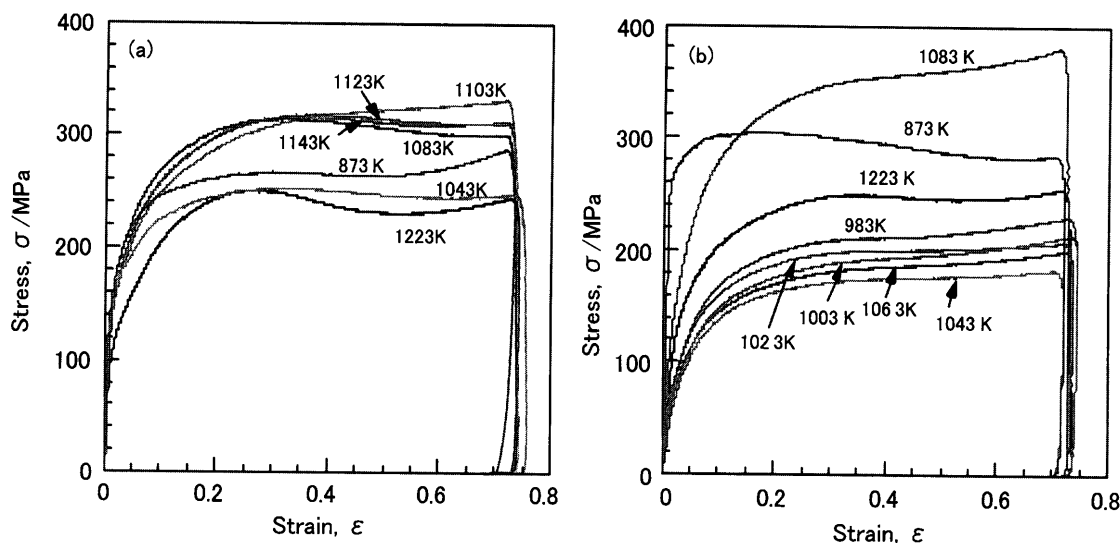 400
(a)
300
200
100
0
Stress, σ/MPa
1123K
1103K
1143K
1083K
873 K
1043K
1223K
0
0.2
0.4
0.6
0.8
Strain, ε
400
(b)
300
200
100
0
Stress, σ/MPa
1083 K
873 K
1223 K
983K
102 3K
1003 K
106 3K
1043 K
0
0.2
0.4
0.6
0.8
Strain, ε